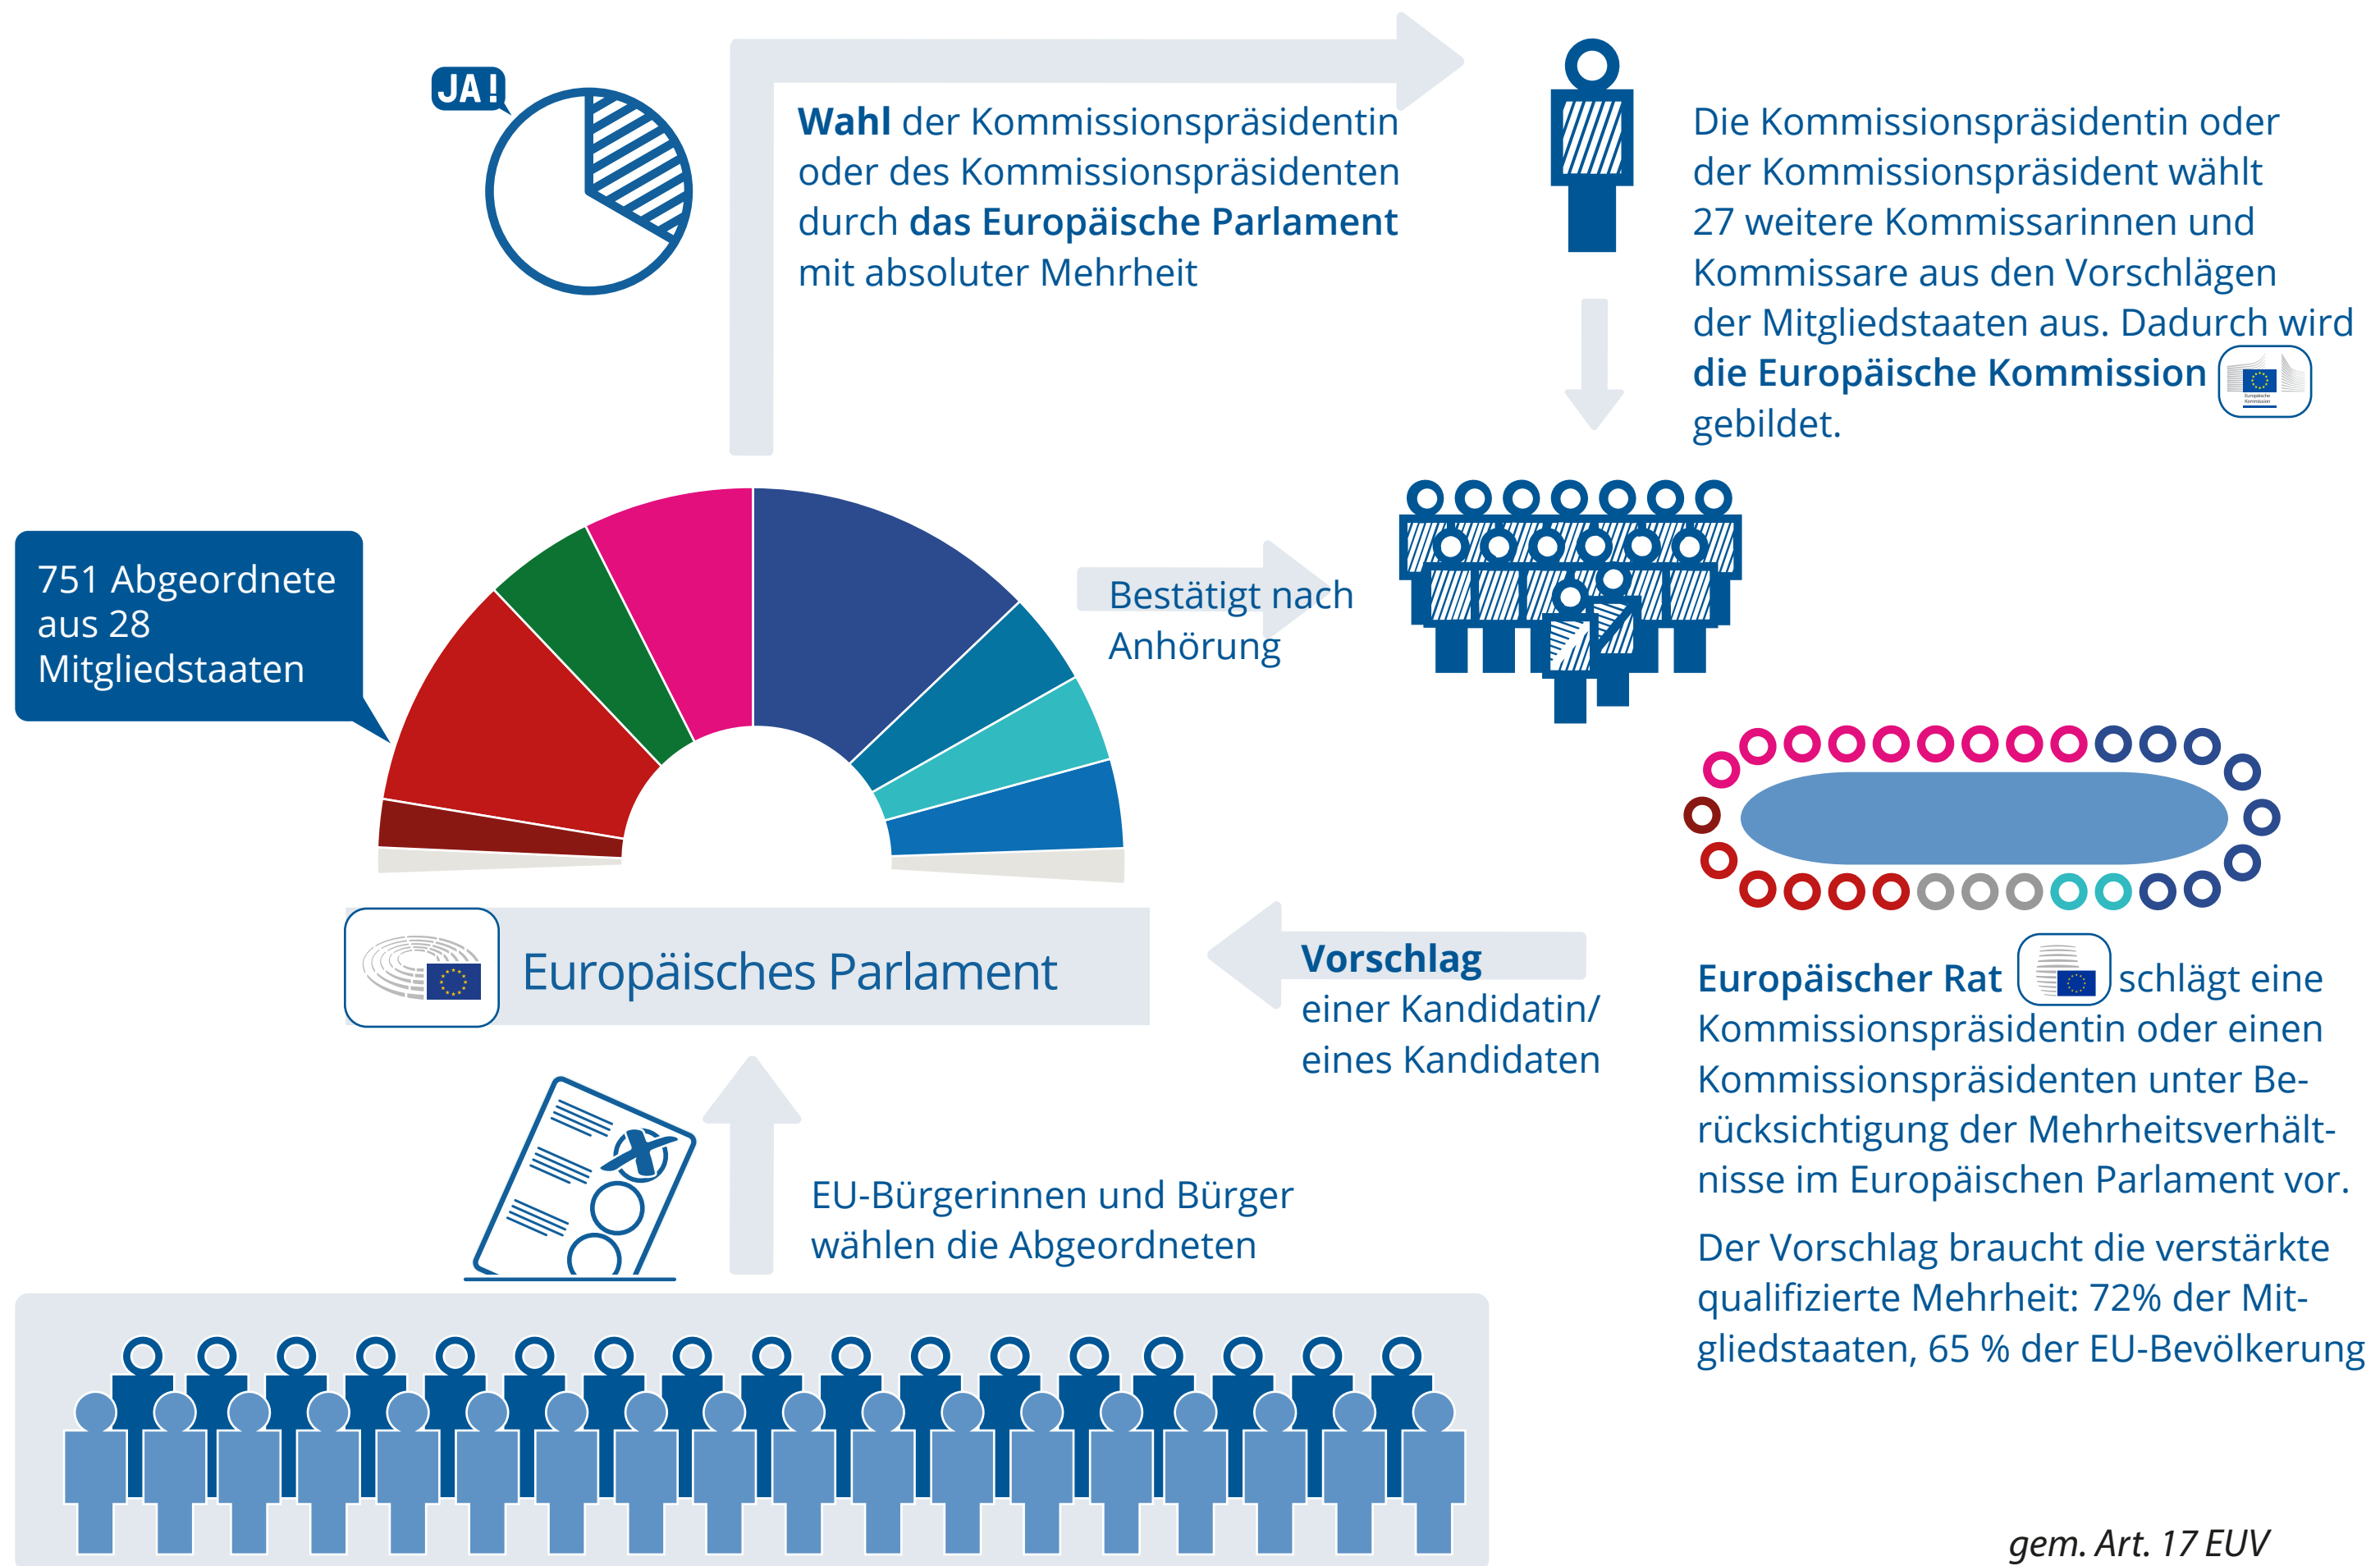 JA!
Wahl der Kommissionspräsidentin
oder des Kommissionspräsidenten
durch das Europäische Parlament
mit absoluter Mehrheit
Die Kommissionspräsidentin oder
der Kommissionspräsident wählt
27 weitere Kommissarinnen und
Kommissare aus den Vorschlägen
der Mitgliedstaaten aus. Dadurch wird
die Europäische Kommission
Europäische
Kommission
gebildet.
751 Abgeordnete
aus 28
Mitgliedstaaten
Bestätigt nach
Anhörung
Europäisches Parlament
Vorschlag
einer Kandidatin/
eines Kandidaten
Europäischer Rat schlägt eine
Kommissionspräsidentin oder einen
Kommissionspräsidenten unter Be-
rücksichtigung der Mehrheitsverhält-
nisse im Europäischen Parlament vor.
Der Vorschlag braucht die verstärkte
qualifizierte Mehrheit: 72% der Mit-
gliedstaaten, 65 % der EU-Bevölkerung
EU-Bürgerinnen und Bürger
wählen die Abgeordneten
gem. Art. 17 EUV